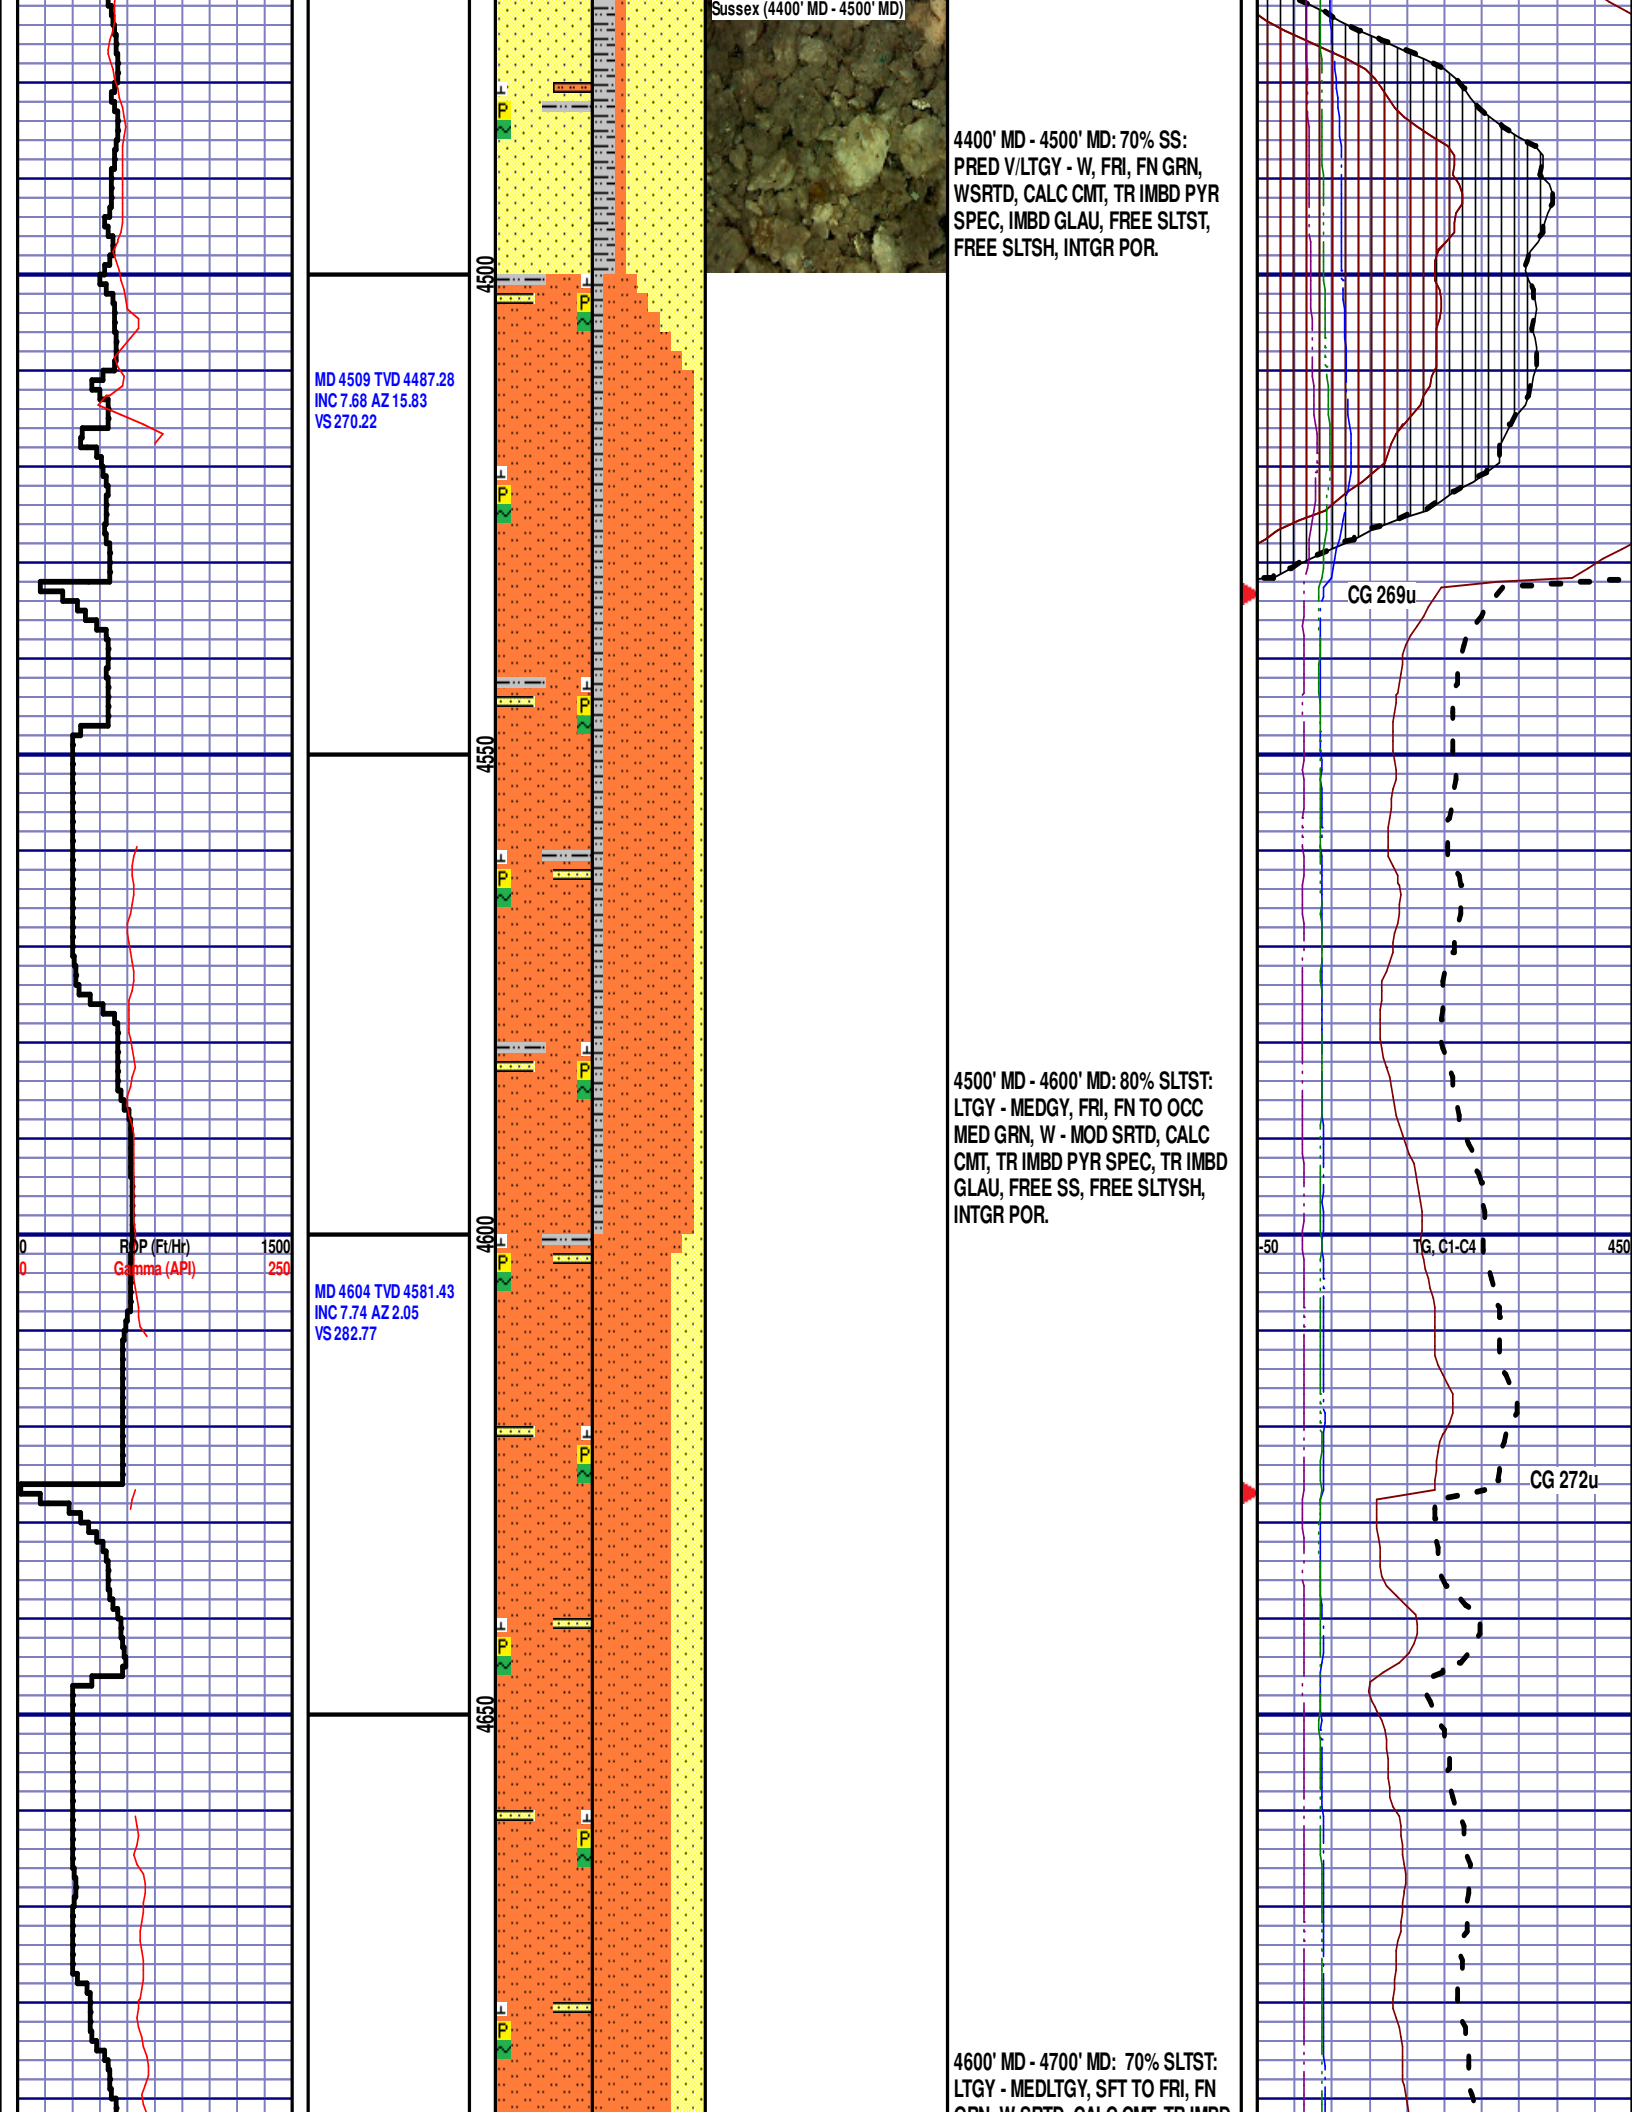 Sussex (4400' MD - 4500' MD)
4400' MD - 4500' MD: 70% SS:
PRED V/LTGY - W, FRI, FN GRN,
WSRTD, CALC CMT, TR IMBD PYR
SPEC, IMBD GLAU, FREE SLTST,
FREE SLTSH, INTGR POR.
P
4500
P
MD 4509 TVD 4487.28
INC 7.68 AZ 15.83
VS 270.22
P
CG 269u
P
4550
P
P
4500' MD - 4600' MD: 80% SLTST:
LTGY - MEDGY, FRI, FN TO OCC
MED GRN, W - MOD SRTD, CALC
CMT, TR IMBD PYR SPEC, TR IMBD
GLAU, FREE SS, FREE SLTYSH,
INTGR POR.
4600
0 ROP (Ft/Hr) 1500
0 Gamma (API) 250
-50 TG, C1-C4 450
P
MD 4604 TVD 4581.43
INC 7.74 AZ 2.05
VS 282.77
P
CG 272u
P
4650
P
P
4600' MD - 4700' MD: 70% SLTST:
LTGY - MEDLTGY, SFT TO FRI, FN
GRN, W SRTD, CALC CMT, TR IMBD